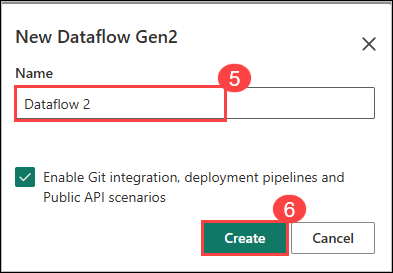 New Dataflow Gen2
Name
5
Dataflow 2
Enable Git integration, deployment pipelines and
Public API scenarios
6
Create
Cancel